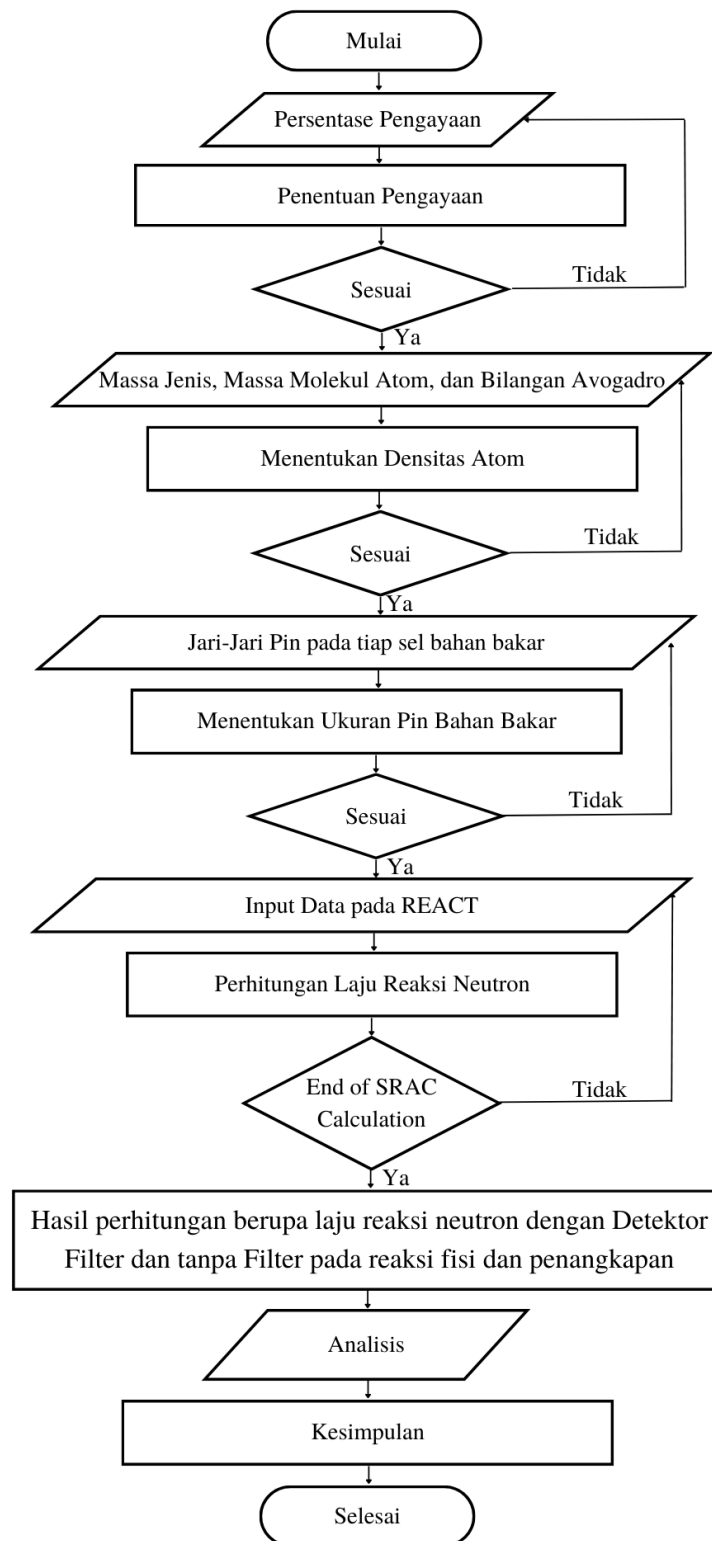 Mulai
Persentase Pengayaan
Penentuan Pengayaan
Sesuai
Tidak
Ya
Massa Jenis, Massa Molekul Atom, dan Bilangan Avogadro
Menentukan Densitas Atom
Sesuai
Tidak
Ya
Jari-Jari Pin pada tiap sel bahan bakar
Menentukan Ukuran Pin Bahan Bakar
Sesuai
Tidak
Ya
Input Data pada REACT
Perhitungan Laju Reaksi Neutron
End of SRAC
Calculation
Tidak
Ya
Hasil perhitungan berupa laju reaksi neutron dengan Detektor
Filter dan tanpa Filter pada reaksi fisi dan penangkapan
Analisis
Kesimpulan
Selesai